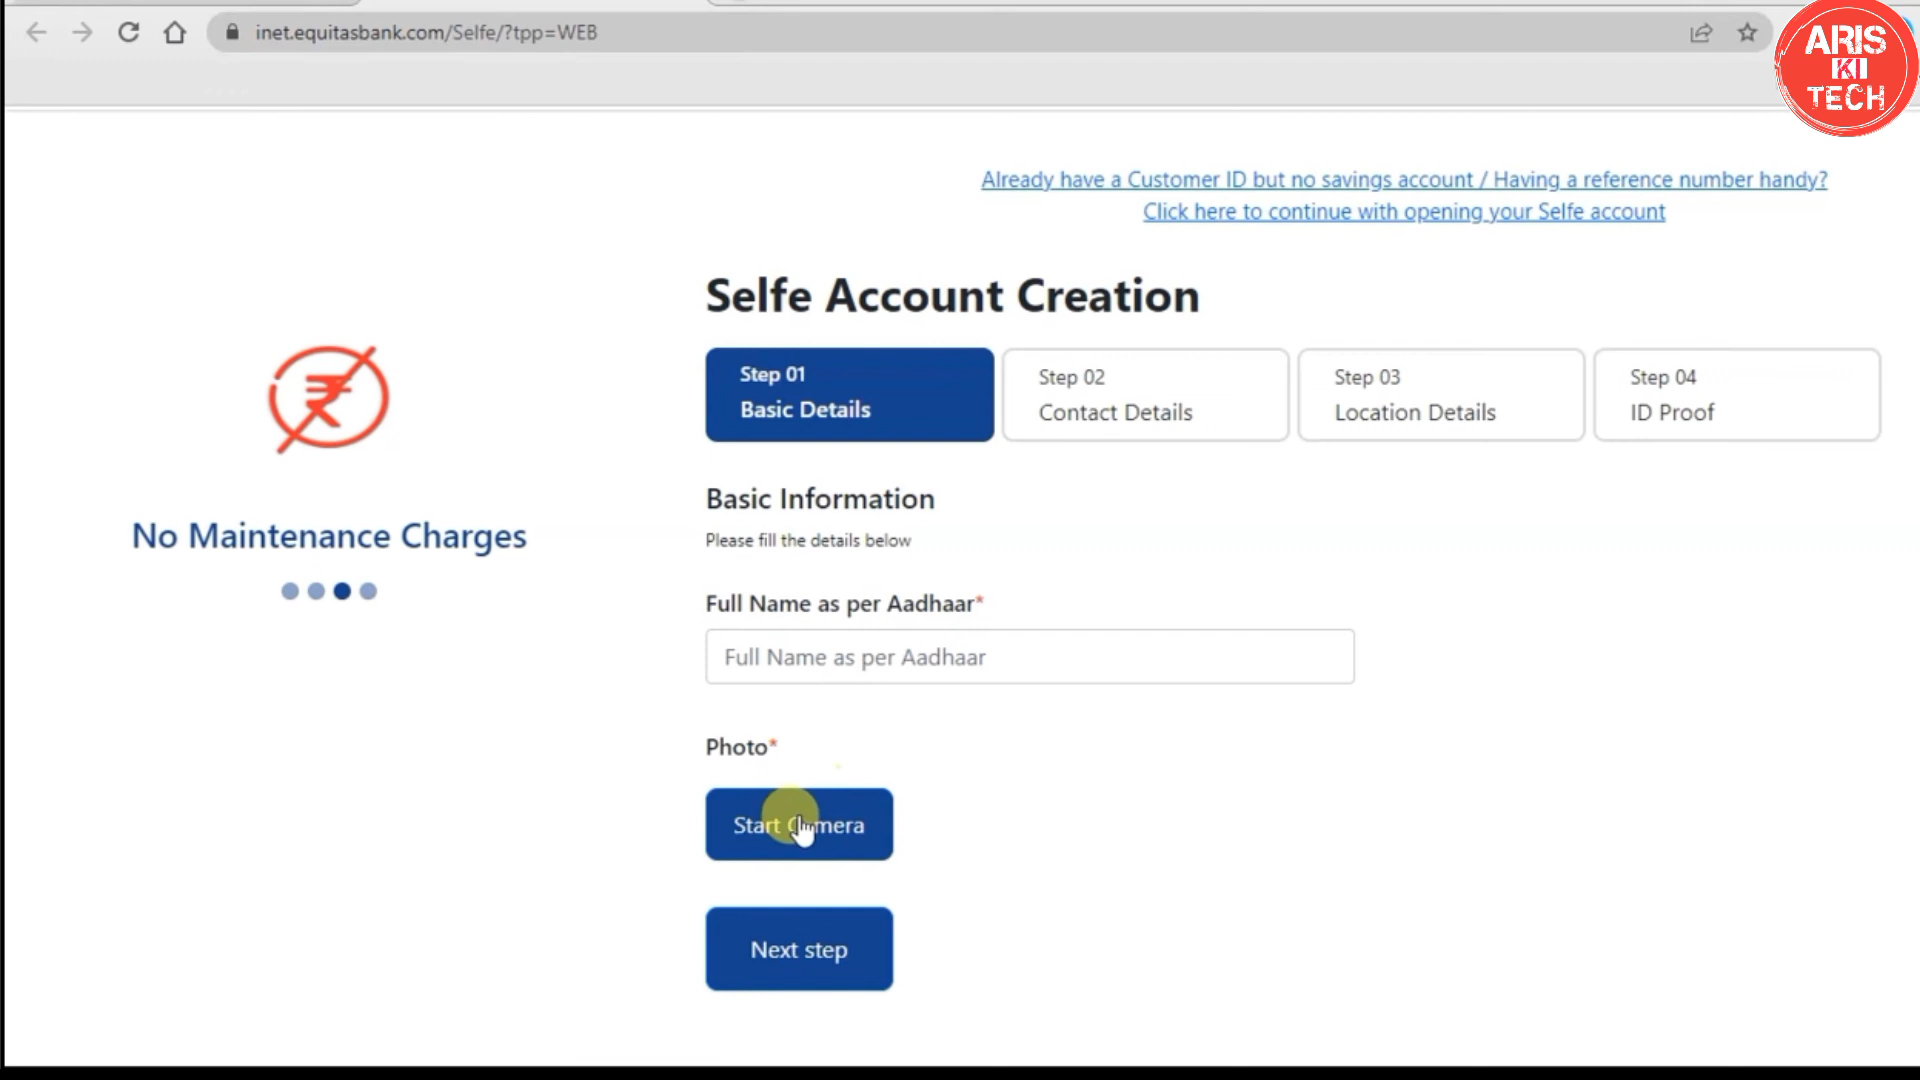 inet.equitasbank.com/Selfe/?tpp=WEB
ARIS
KI
TECH
Already have a Customer ID but no savings account / Having a reference number handy?
Click here to continue with opening your Selfe account
Selfe Account Creation
Step 01
Basic Details
Step 02
Contact Details
Step 03
Location Details
Step 04
ID Proof
No Maintenance Charges
Basic Information
Please fill the details below
Full Name as per Aadhaar*
Full Name as per Aadhaar
Photo*
Start Camera
Next step